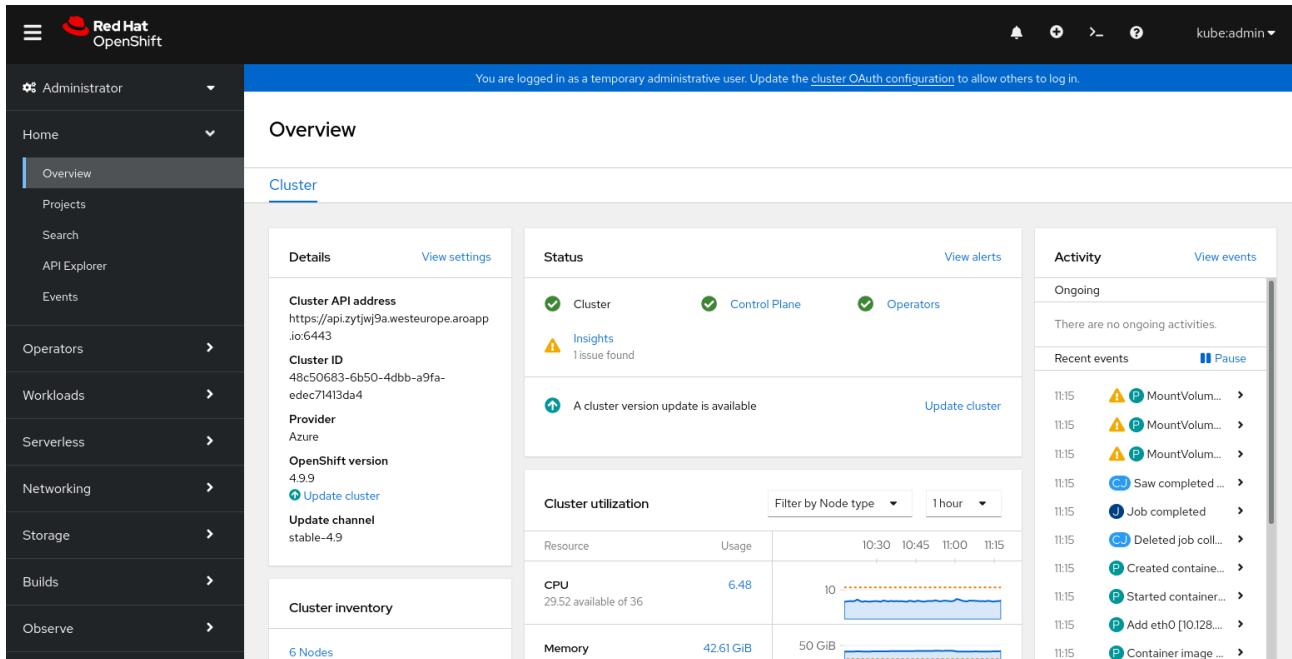 Red Hat
OpenShift
kube:admin
Administrator
You are logged in as a temporary administrative user. Update the cluster OAuth configuration to allow others to log in.
Home
Overview
Projects
Search
API Explorer
Events
Operators
Workloads
Serverless
Networking
Storage
Builds
Observe
Overview
Cluster
Details
View settings
Cluster API address
https://api.zytjwj9a.westeurope.aroapp
.io:6443
Cluster ID
48c50683-6b50-4dbb-a9fa-
edec71413da4
Provider
Azure
OpenShift version
4.9.9
Update cluster
Update channel
stable-4.9
Cluster inventory
6 Nodes
Status
View alerts
Cluster
Control Plane
Operators
Insights
1 issue found
A cluster version update is available
Update cluster
Cluster utilization
Filter by Node type
1 hour
Resource
Usage
10:30 10:45 11:00 11:15
CPU
6.48
10
29.52 available of 36
Memory
42.61 GiB
50 GiB
Activity
View events
Ongoing
There are no ongoing activities.
Recent events
Pause
11:15 P MountVolum...
11:15 P MountVolum...
11:15 P MountVolum...
11:15 CJ Saw completed ...
11:15 J Job completed
11:15 CJ Deleted job coll...
11:15 P Created containe...
11:15 P Started container...
11:15 P Add eth0 [10.128....
11:15 P Container image ...